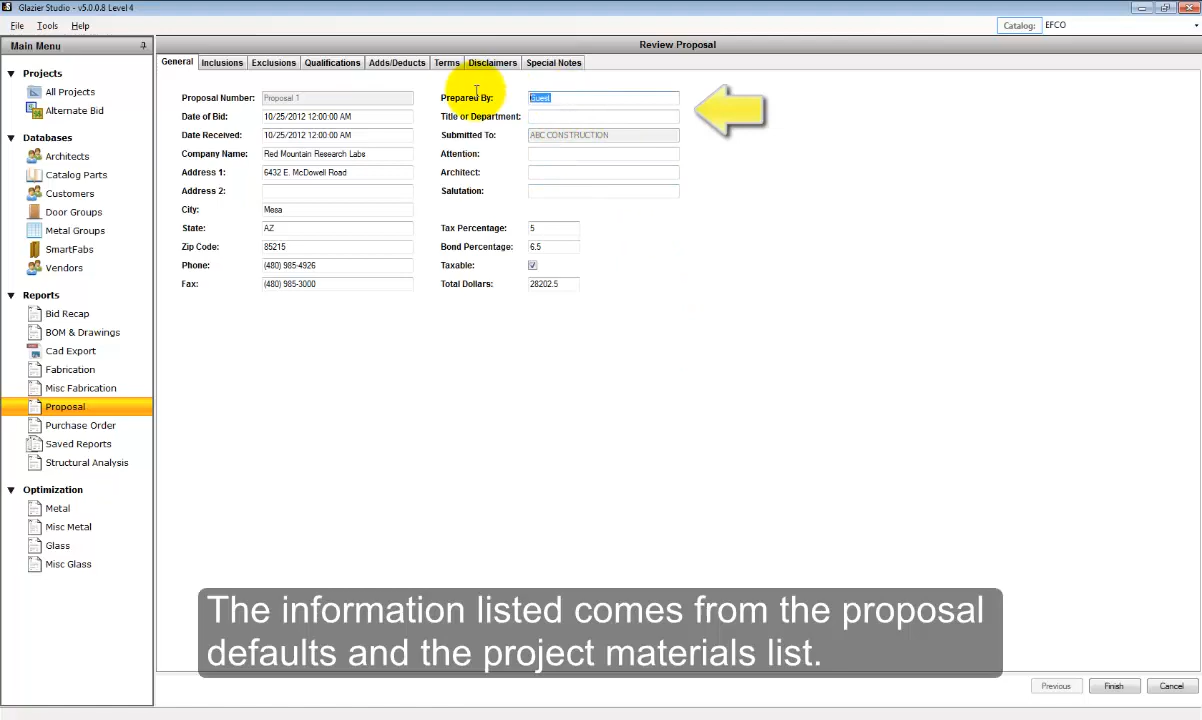 Glazier Studio - v5.0.0.8 Level 4
File Tools Help
Catalog: EFCO
Main Menu
Review Proposal
Projects
All Projects
Alternate Bid
Databases
Architects
Catalog Parts
Customers
Door Groups
Metal Groups
SmartFabs
Vendors
Reports
Bid Recap
BOM & Drawings
Cad Export
Fabrication
Misc Fabrication
Proposal
Purchase Order
Saved Reports
Structural Analysis
Optimization
Metal
Misc Metal
Glass
Misc Glass
General Inclusions Exclusions Qualifications Adds/Deducts Terms Disclaimers Special Notes
Proposal Number: Proposal 1
Date of Bid: 10/25/2012 12:00:00 AM
Date Received: 10/25/2012 12:00:00 AM
Company Name: Red Mountain Research Labs
Address 1: 6432 E. McDowell Road
Address 2:
City: Mesa
State: AZ
Zip Code: 85215
Phone: (480) 985-4926
Fax: (480) 985-3000
Prepared By: Guest
Title or Department:
Submitted To: ABC CONSTRUCTION
Attention:
Architect:
Salutation:
Tax Percentage: 5
Bond Percentage: 6.5
Taxable:
Total Dollars: 28202.5
The information listed comes from the proposal
defaults and the project materials list.
Previous Finish Cancel